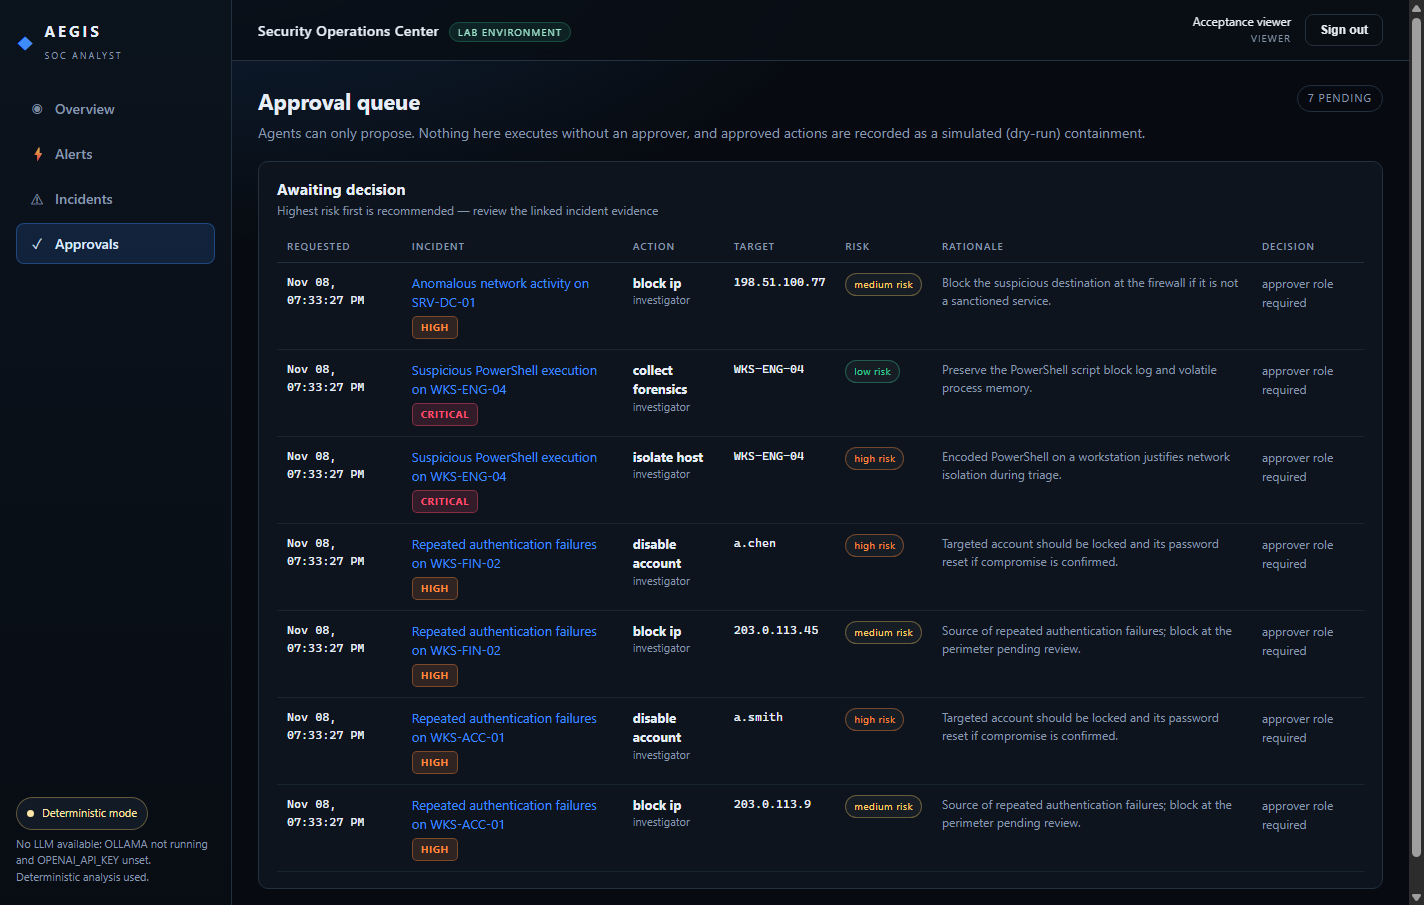 AEGIS
SOC ANALYST
Overview
Alerts
Incidents
Approvals
Deterministic mode
No LLM available: OLLAMA not running
and OPENAI_API_KEY unset.
Deterministic analysis used.
Security Operations Center
LAB ENVIRONMENT
Acceptance viewer
VIEWER
Sign out
Approval queue
7 PENDING
Agents can only propose. Nothing here executes without an approver, and approved actions are recorded as a simulated (dry-run) containment.
Awaiting decision
Highest risk first is recommended — review the linked incident evidence
REQUESTED INCIDENT ACTION TARGET RISK RATIONALE DECISION
Nov 08,
07:33:27 PM
Anomalous network activity on
SRV-DC-01
HIGH
block ip
investigator
198.51.100.77
medium risk
Block the suspicious destination at the firewall if it is not
a sanctioned service.
approver role
required
Nov 08,
07:33:27 PM
Suspicious PowerShell execution
on WKS-ENG-04
CRITICAL
collect
forensics
investigator
WKS-ENG-04
low risk
Preserve the PowerShell script block log and volatile
process memory.
approver role
required
Nov 08,
07:33:27 PM
Suspicious PowerShell execution
on WKS-ENG-04
CRITICAL
isolate host
investigator
WKS-ENG-04
high risk
Encoded PowerShell on a workstation justifies network
isolation during triage.
approver role
required
Nov 08,
07:33:27 PM
Repeated authentication failures
on WKS-FIN-02
HIGH
disable
account
investigator
a.chen
high risk
Targeted account should be locked and its password
reset if compromise is confirmed.
approver role
required
Nov 08,
07:33:27 PM
Repeated authentication failures
on WKS-FIN-02
HIGH
block ip
investigator
203.0.113.45
medium risk
Source of repeated authentication failures; block at the
perimeter pending review.
approver role
required
Nov 08,
07:33:27 PM
Repeated authentication failures
on WKS-ACC-01
HIGH
disable
account
investigator
a.smith
high risk
Targeted account should be locked and its password
reset if compromise is confirmed.
approver role
required
Nov 08,
07:33:27 PM
Repeated authentication failures
on WKS-ACC-01
HIGH
block ip
investigator
203.0.113.9
medium risk
Source of repeated authentication failures; block at the
perimeter pending review.
approver role
required